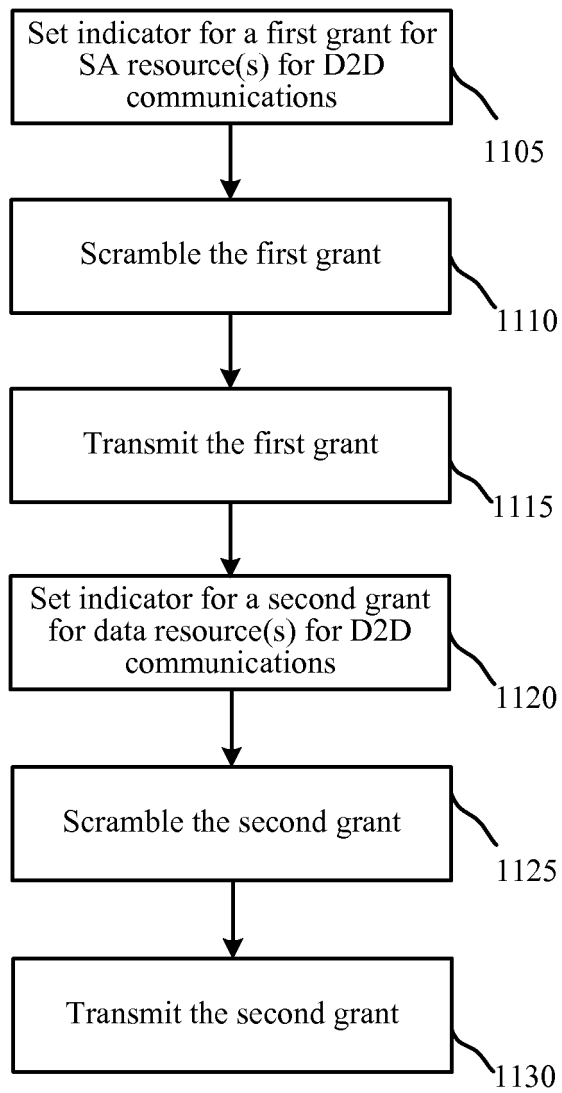 Set indicator for a first grant for
SA resource(s) for D2D
communications
1105
Scramble the first grant
1110
Transmit the first grant
1115
Set indicator for a second grant
for data resource(s) for D2D
communications
1120
Scramble the second grant
1125
Transmit the second grant
1130